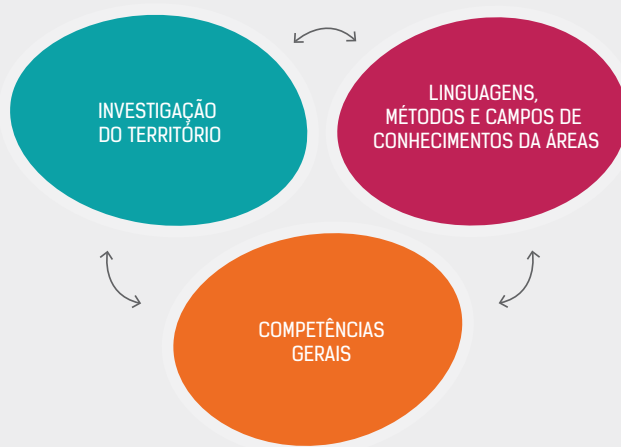 INVESTIGAÇÃO
DO TERRITÓRIO
LINGUAGENS,
MÉTODOS E CAMPOS DE
CONHECIMENTOS DA ÁREAS
COMPETÊNCIAS
GERAIS